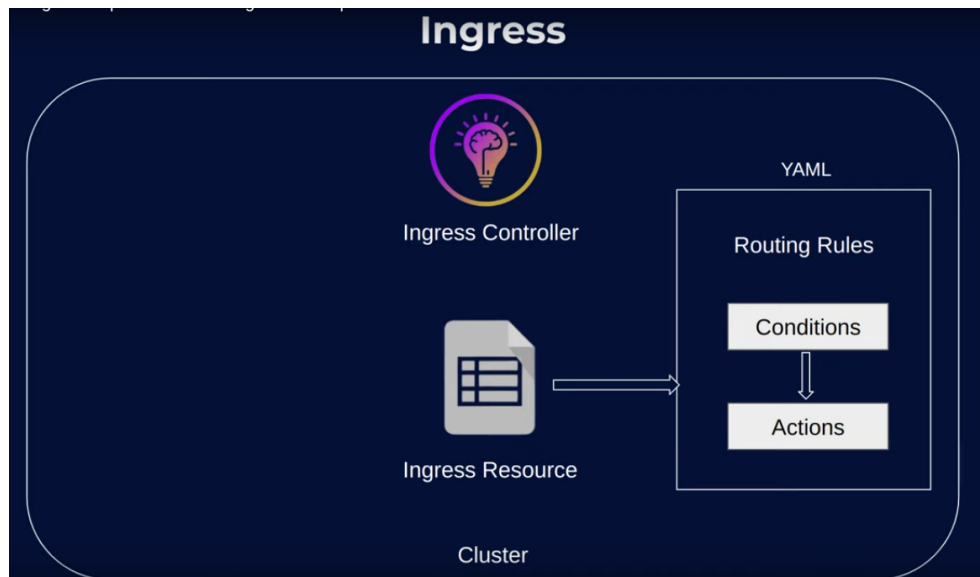 Ingress
Ingress Controller
YAML
Routing Rules
Conditions
Actions
Ingress Resource
Cluster